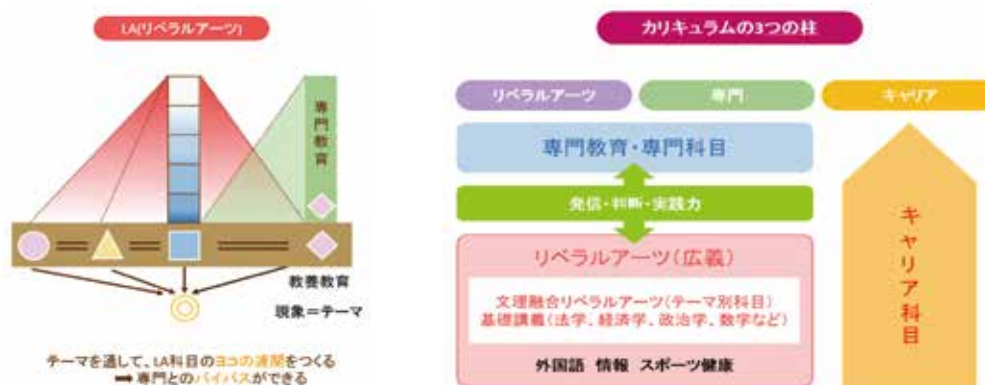 LA(リベラルアーツ)
専門教育
教養教育
現象=テーマ
テーマを通して、LA科目のヨコの連関をつくる
➡ 専門とのバイパスができる
カリキュラムの3つの柱
リベラルアーツ
専門
キャリア
専門教育・専門科目
発信・判断・実践力
リベラルアーツ(広義)
文理融合リベラルアーツ(テーマ別科目)
基礎講義(法学、経済学、政治学、数学など)
外国語 情報 スポーツ健康
キャリア科目